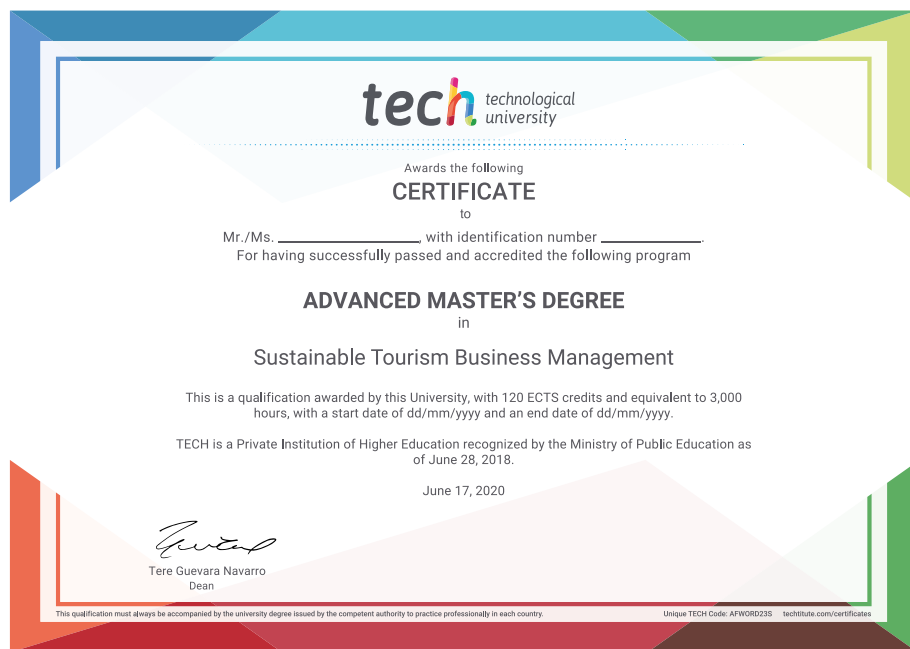 tech technological
university
Awards the following
CERTIFICATE
to
Mr./Ms. ____________, with identification number ____________.
For having successfully passed and accredited the following program
ADVANCED MASTER’S DEGREE
in
Sustainable Tourism Business Management
This is a qualification awarded by this University, with 120 ECTS credits and equivalent to 3,000
hours, with a start date of dd/mm/yyyy and an end date of dd/mm/yyyy.
TECH is a Private Institution of Higher Education recognized by the Ministry of Public Education as
of June 28, 2018.
June 17, 2020
Tere Guevara Navarro
Dean
This qualification must always be accompanied by the university degree issued by the competent authority to practice professionally in each country. Unique TECH Code: AFWORD23S techtitute.com/certificates